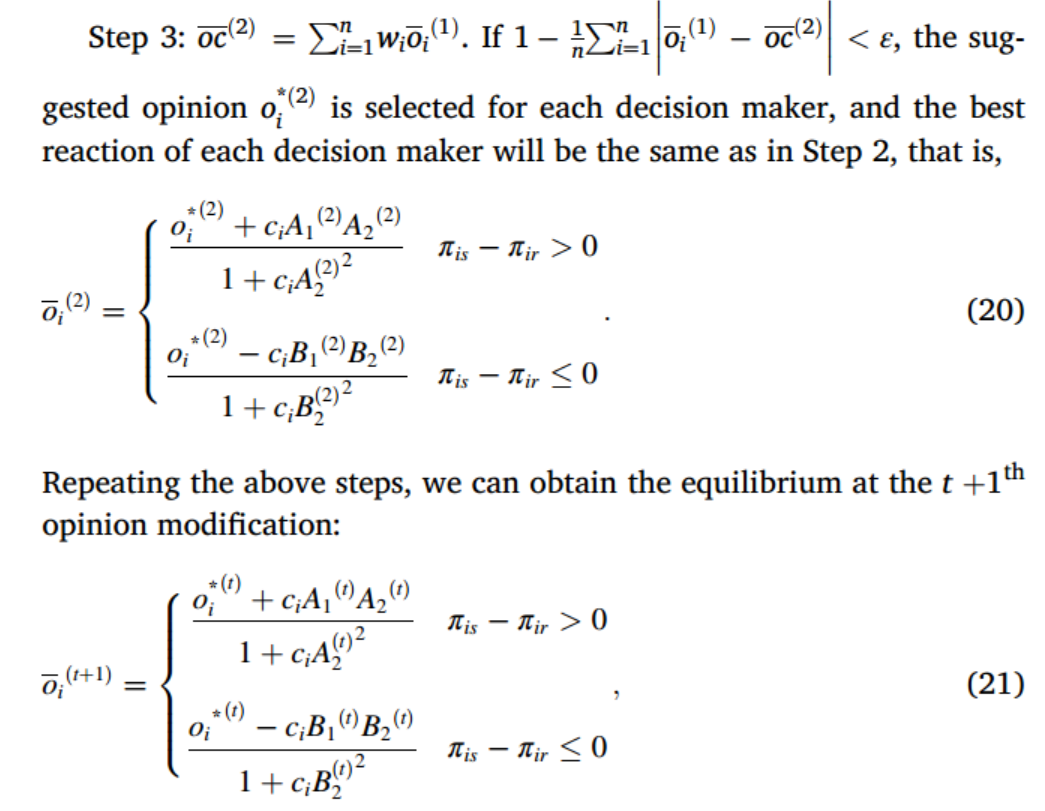 Step 3: $\overline{oc}^{(2)} = \sum_{i=1}^{n} w_i \overline{o}_i^{(1)}$. If $1 - \frac{1}{n}\sum_{i=1}^{n} \left| \overline{o}_i^{(1)} - \overline{oc}^{(2)} \right| < \varepsilon$, the sug-
gested opinion $o_i^{*(2)}$ is selected for each decision maker, and the best
reaction of each decision maker will be the same as in Step 2, that is,
$\overline{o}_i^{(2)} = \begin{cases} \dfrac{o_i^{*(2)} + c_i A_1^{(2)} A_2^{(2)}}{1 + c_i A_2^{(2)^2}} & \pi_{is} - \pi_{ir} > 0 \\ \dfrac{o_i^{*(2)} - c_i B_1^{(2)} B_2^{(2)}}{1 + c_i B_2^{(2)^2}} & \pi_{is} - \pi_{ir} \leq 0 \end{cases}.$ (20)
Repeating the above steps, we can obtain the equilibrium at the $t + 1^{\text{th}}$
opinion modification:
$\overline{o}_i^{(t+1)} = \begin{cases} \dfrac{o_i^{*(t)} + c_i A_1^{(t)} A_2^{(t)}}{1 + c_i A_2^{(t)^2}} & \pi_{is} - \pi_{ir} > 0 \\ \dfrac{o_i^{*(t)} - c_i B_1^{(t)} B_2^{(t)}}{1 + c_i B_2^{(t)^2}} & \pi_{is} - \pi_{ir} \leq 0 \end{cases},$ (21)